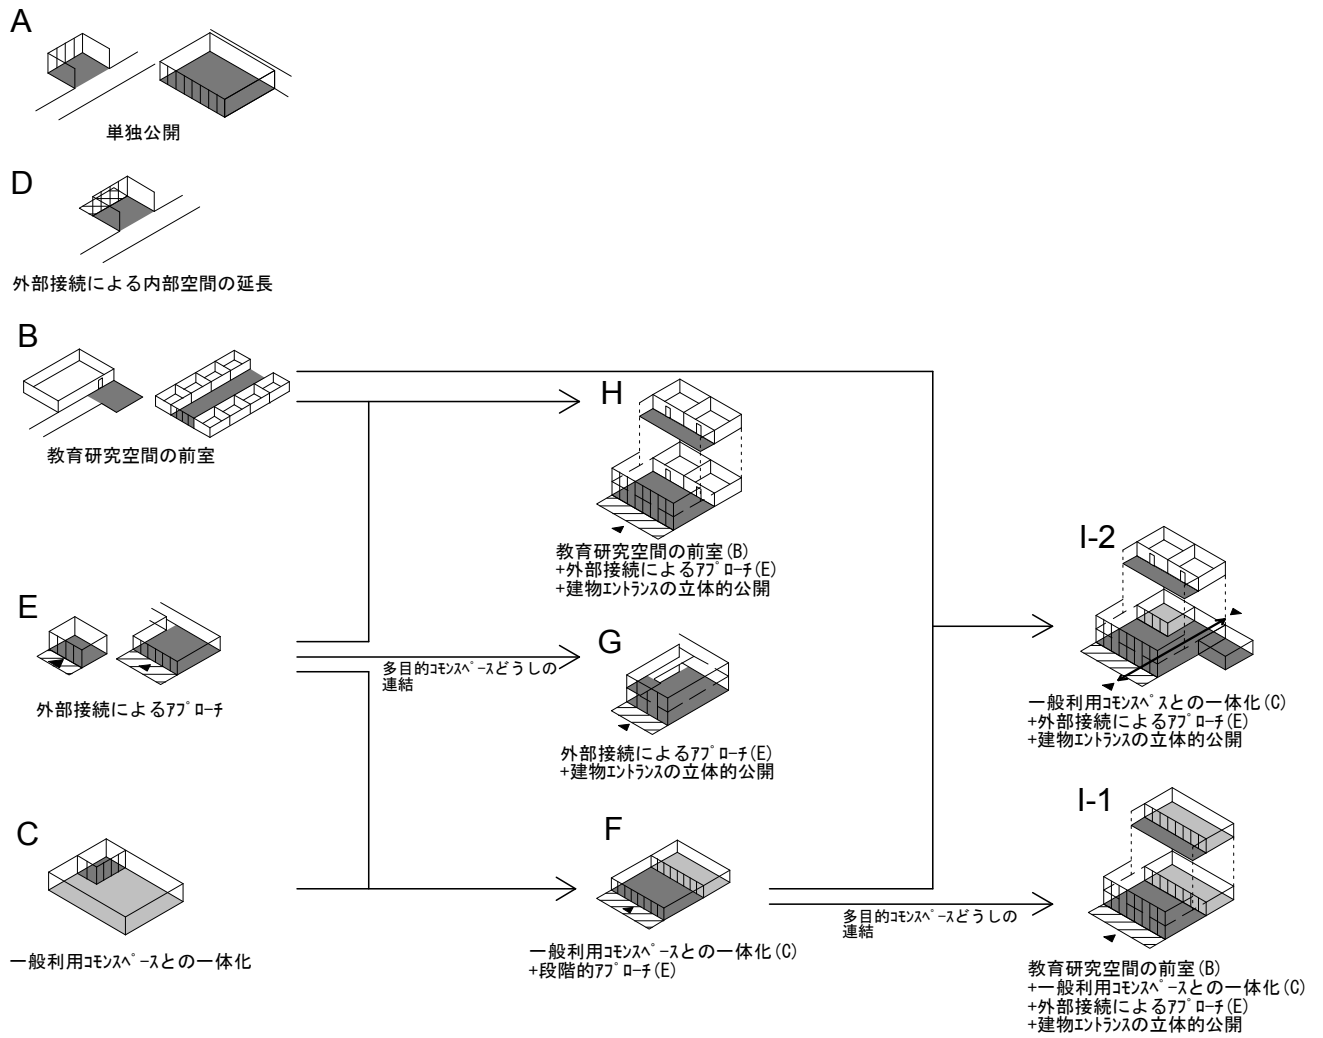 A
単独公開
D
外部接続による内部空間の延長
B
教育研究空間の前室
H
教育研究空間の前室(B)
+外部接続によるｱﾌﾟﾛｰﾁ(E)
+建物ｴﾝﾄﾗﾝｽの立体的公開
E
外部接続によるｱﾌﾟﾛｰﾁ
多目的ｺﾓﾝｽﾍﾟｰｽどうしの
連結
G
外部接続によるｱﾌﾟﾛｰﾁ(E)
+建物ｴﾝﾄﾗﾝｽの立体的公開
I-2
一般利用ｺﾓﾝｽﾍﾟｽとの一体化(C)
+外部接続によるｱﾌﾟﾛｰﾁ(E)
+建物ｴﾝﾄﾗﾝｽの立体的公開
C
一般利用ｺﾓﾝｽﾍﾟｰｽとの一体化
F
一般利用ｺﾓﾝｽﾍﾟｰｽとの一体化(C)
+段階的ｱﾌﾟﾛｰﾁ(E)
多目的ｺﾓﾝｽﾍﾟｰｽどうしの
連結
I-1
教育研究空間の前室(B)
+一般利用ｺﾓﾝｽﾍﾟｰｽとの一体化(C)
+外部接続によるｱﾌﾟﾛｰﾁ(E)
+建物ｴﾝﾄﾗﾝｽの立体的公開